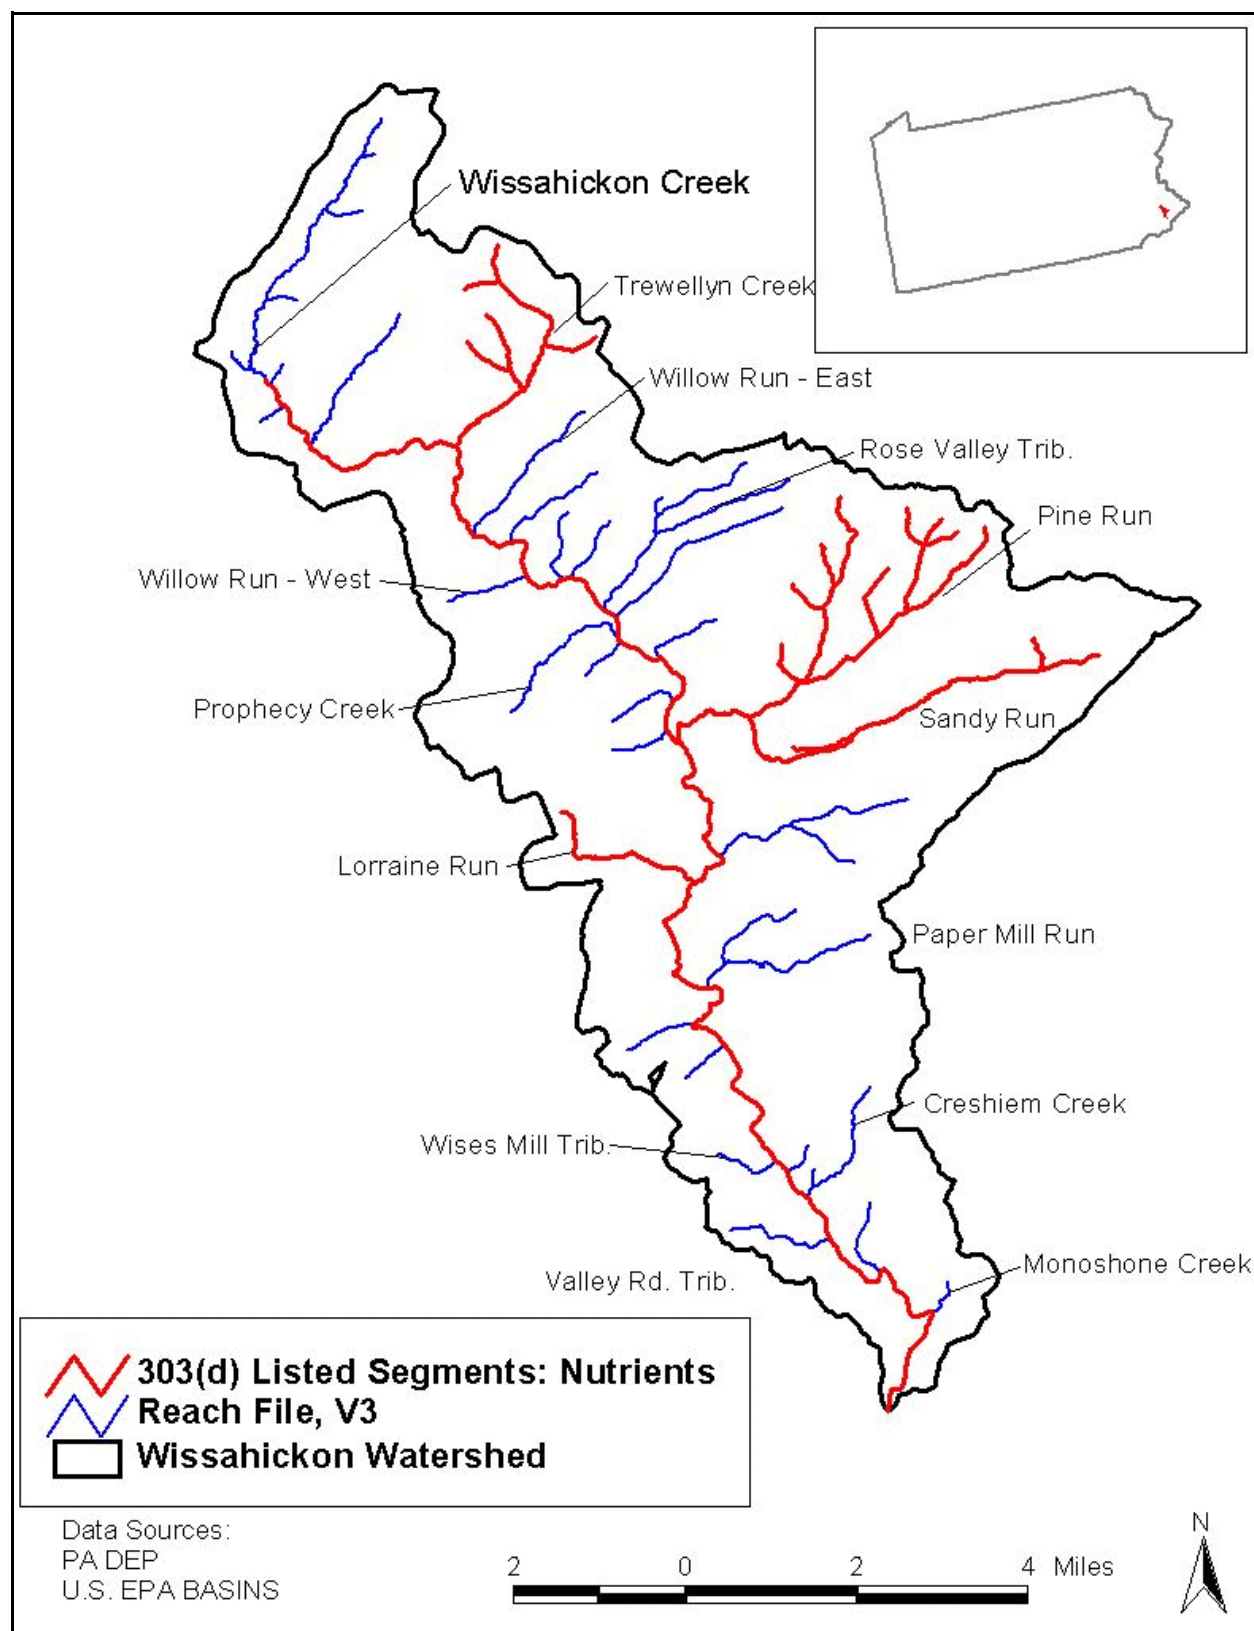 Wissahickon Creek
Trewellyn Creek
Willow Run - East
Rose Valley Trib.
Pine Run
Willow Run - West
Prophecy Creek
Sandy Run
Lorraine Run
Paper Mill Run
Creshiem Creek
Wises Mill Trib.
Monoshone Creek
Valley Rd. Trib.
303(d) Listed Segments: Nutrients
Reach File, V3
Wissahickon Watershed
Data Sources:
PA DEP
U.S. EPA BASINS
2 0 2 4 Miles
N